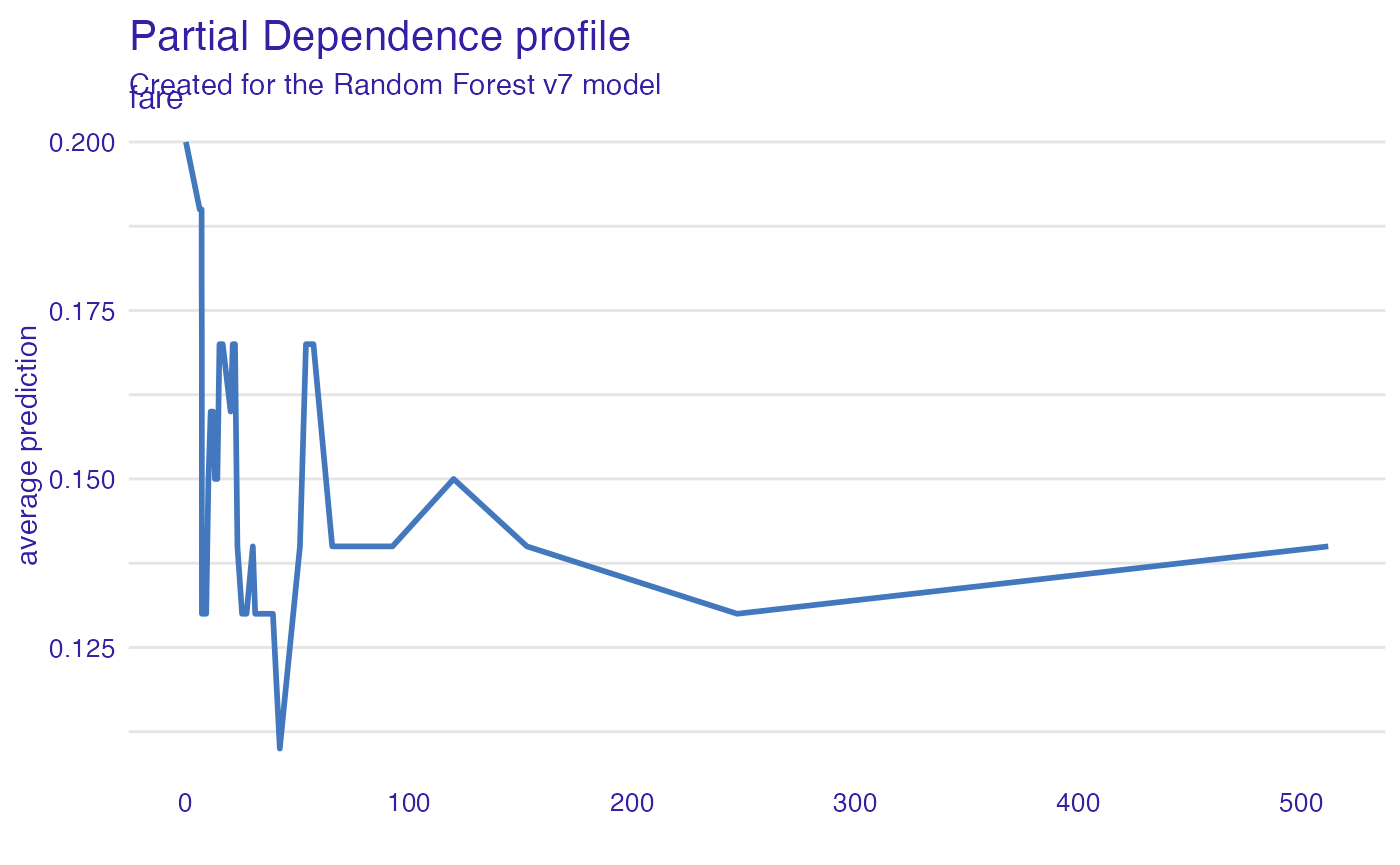 Partial Dependence profile
Created for the Random Forest v7 model
fare
0.200
0.175
0.150
0.125
average prediction
0 100 200 300 400 500